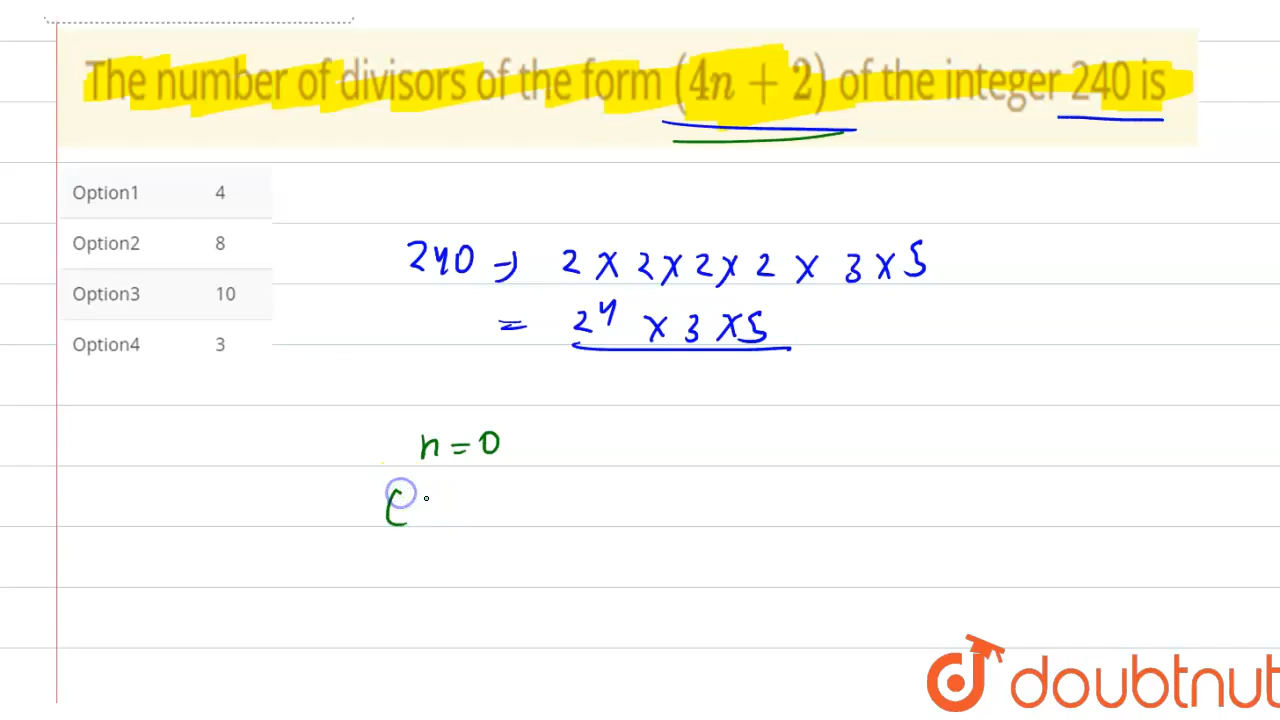 The number of divisors of the form (4n + 2) of the integer 240 is
Option1 4
Option2 8
Option3 10
Option4 3
240 → 2 × 2 × 2 × 2 × 3 × 5
= 2⁴ × 3 × 5
n = 0
(
doubtnut